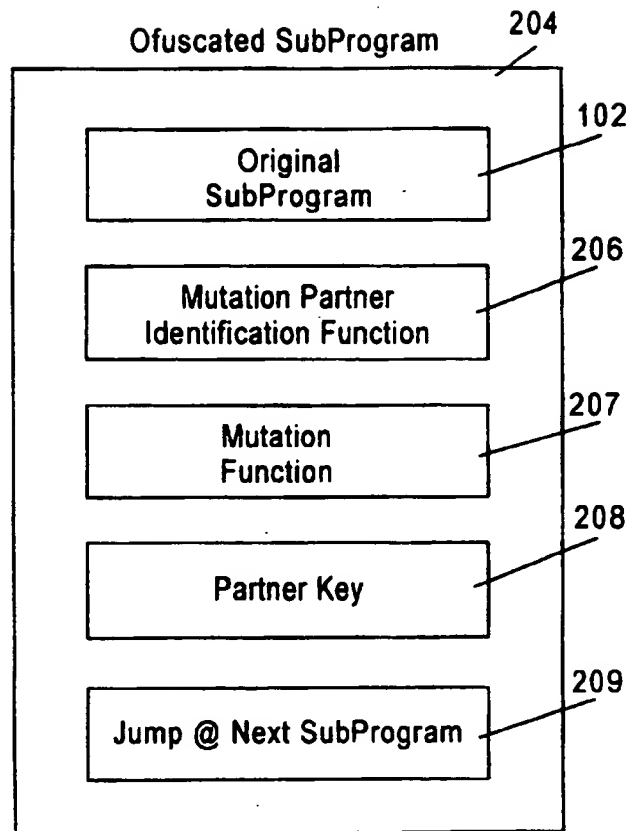 Ofuscated SubProgram
204
Original
SubProgram
102
Mutation Partner
Identification Function
206
Mutation
Function
207
Partner Key
208
Jump @ Next SubProgram
209